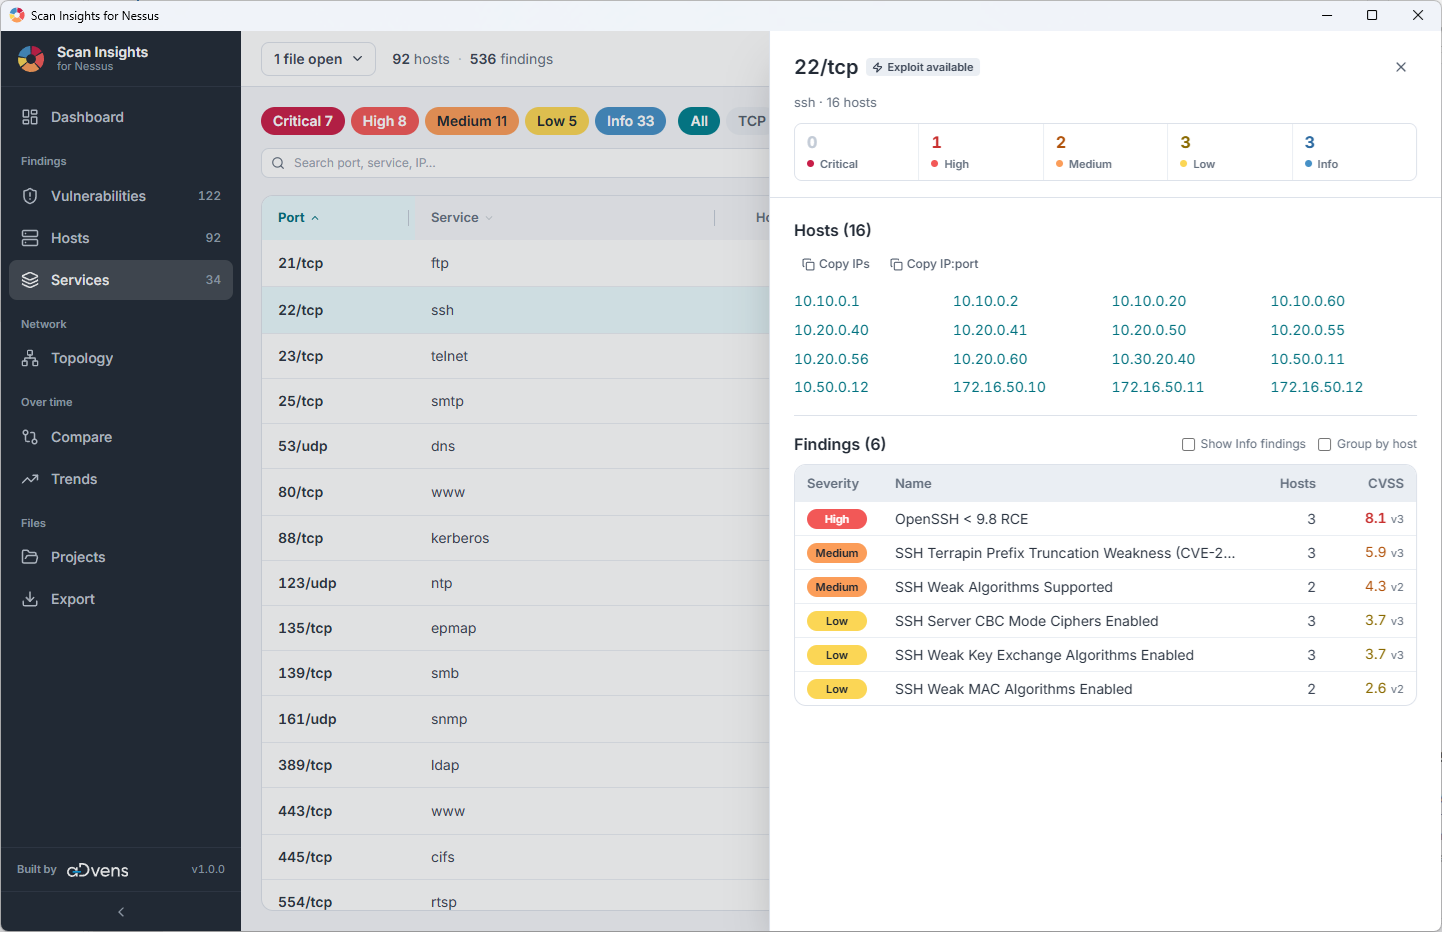 Scan Insights for Nessus
Scan Insights
for Nessus
Dashboard
Findings
Vulnerabilities 122
Hosts 92
Services 34
Network
Topology
Over time
Compare
Trends
Files
Projects
Export
Built by advens v1.0.0
1 file open 92 hosts · 536 findings
Critical 7 High 8 Medium 11 Low 5 Info 33 All TCP
Search port, service, IP...
Port Service Ho
21/tcp ftp
22/tcp ssh
23/tcp telnet
25/tcp smtp
53/udp dns
80/tcp www
88/tcp kerberos
123/udp ntp
135/tcp epmap
139/tcp smb
161/udp snmp
389/tcp ldap
443/tcp www
445/tcp cifs
554/tcp rtsp
22/tcp Exploit available
ssh · 16 hosts
0 1 2 3 3
Critical High Medium Low Info
Hosts (16)
Copy IPs Copy IP:port
10.10.0.1 10.10.0.2 10.10.0.20 10.10.0.60
10.20.0.40 10.20.0.41 10.20.0.50 10.20.0.55
10.20.0.56 10.20.0.60 10.30.20.40 10.50.0.11
10.50.0.12 172.16.50.10 172.16.50.11 172.16.50.12
Findings (6) Show Info findings Group by host
Severity Name Hosts CVSS
High OpenSSH < 9.8 RCE 3 8.1 v3
Medium SSH Terrapin Prefix Truncation Weakness (CVE-2... 3 5.9 v3
Medium SSH Weak Algorithms Supported 2 4.3 v2
Low SSH Server CBC Mode Ciphers Enabled 3 3.7 v3
Low SSH Weak Key Exchange Algorithms Enabled 3 3.7 v3
Low SSH Weak MAC Algorithms Enabled 2 2.6 v2